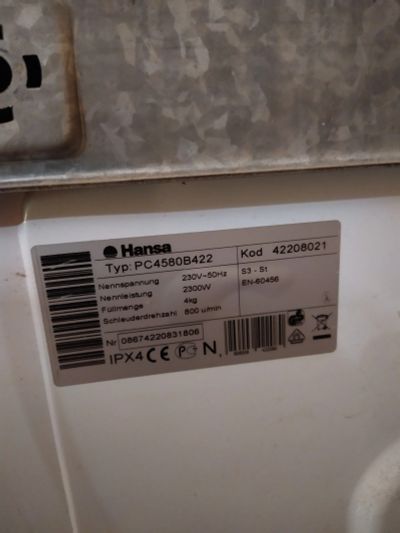 Hansa
Kod 42208021
Typ: PC4580B422
Nennspannung 230V~50Hz
S3 - St
Nennleistung 2300W
EN-60456
Füllmenge 4kg
Schleuderdrehzahl 800 u/min
Nr 08674220831806
IPX4 CE N,